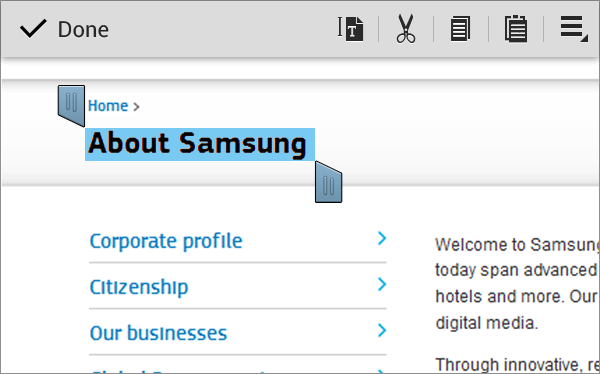 Done
Home >
About Samsung
Corporate profile
Citizenship
Our businesses
Welcome to Samsung
today span advanced
hotels and more. Our
digital media.
Through innovative, re